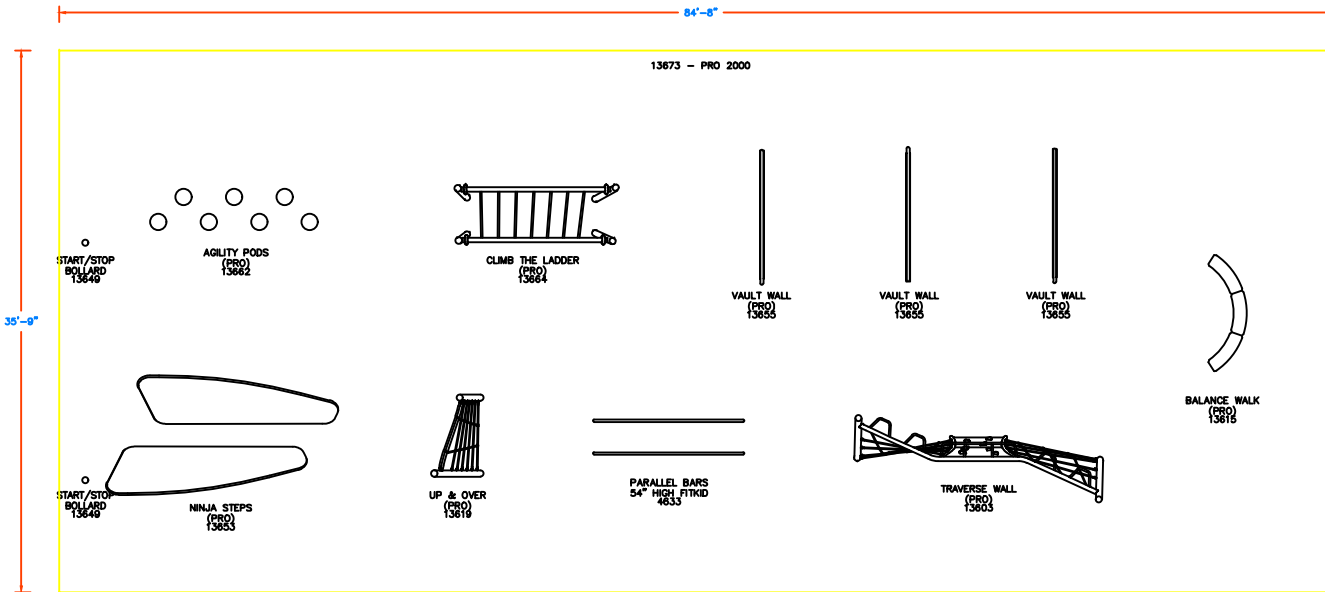 84'-8"
13673 - PRO 2000
35'-9"
START/STOP
BOLLARD
13649
AGILITY PODS
(PRO)
13662
CLIMB THE LADDER
(PRO)
13664
VAULT WALL
(PRO)
13655
VAULT WALL
(PRO)
13655
VAULT WALL
(PRO)
13655
BALANCE WALK
(PRO)
13615
START/STOP
BOLLARD
13649
NINJA STEPS
(PRO)
13653
UP & OVER
(PRO)
13619
PARALLEL BARS
54" HIGH FITKID
4633
TRAVERSE WALL
(PRO)
13603